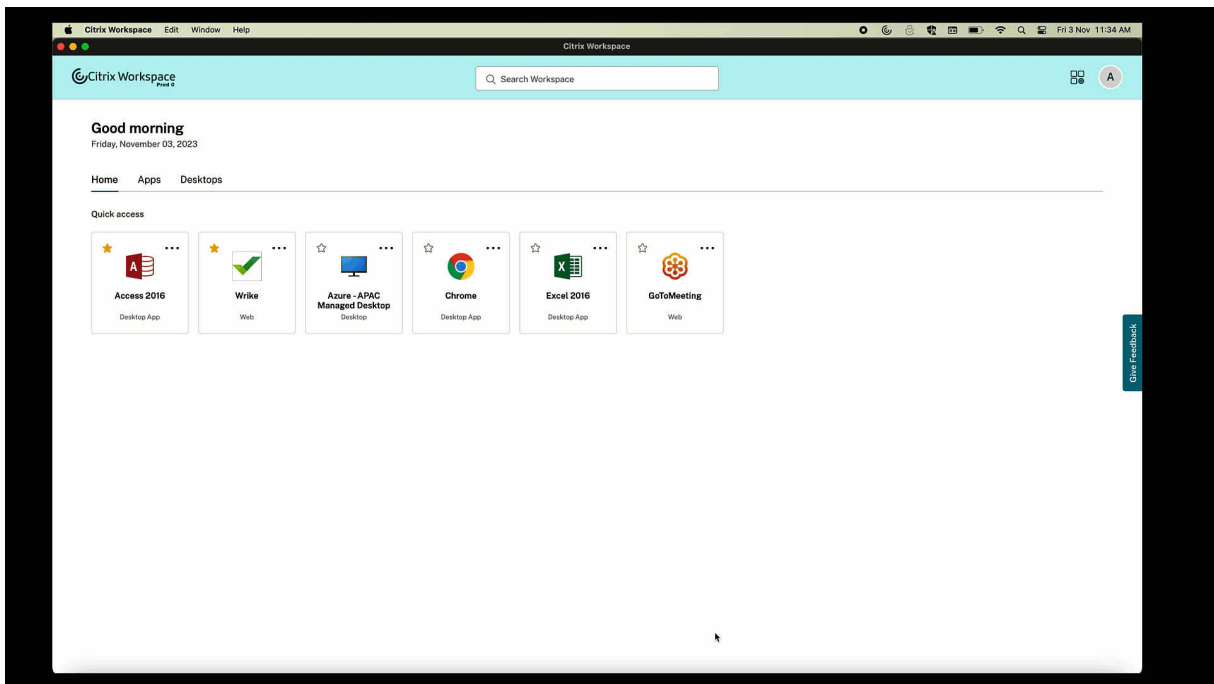 Citrix Workspace Edit Window Help
Fri 3 Nov 11:34 AM
Citrix Workspace
Citrix Workspace
Prod G
Search Workspace
A
Good morning
Friday, November 03, 2023
Home Apps Desktops
Quick access
A
X
Access 2016
Desktop App
Wrike
Web
Azure - APAC
Managed Desktop
Desktop
Chrome
Desktop App
Excel 2016
Desktop App
GoToMeeting
Web
Give Feedback